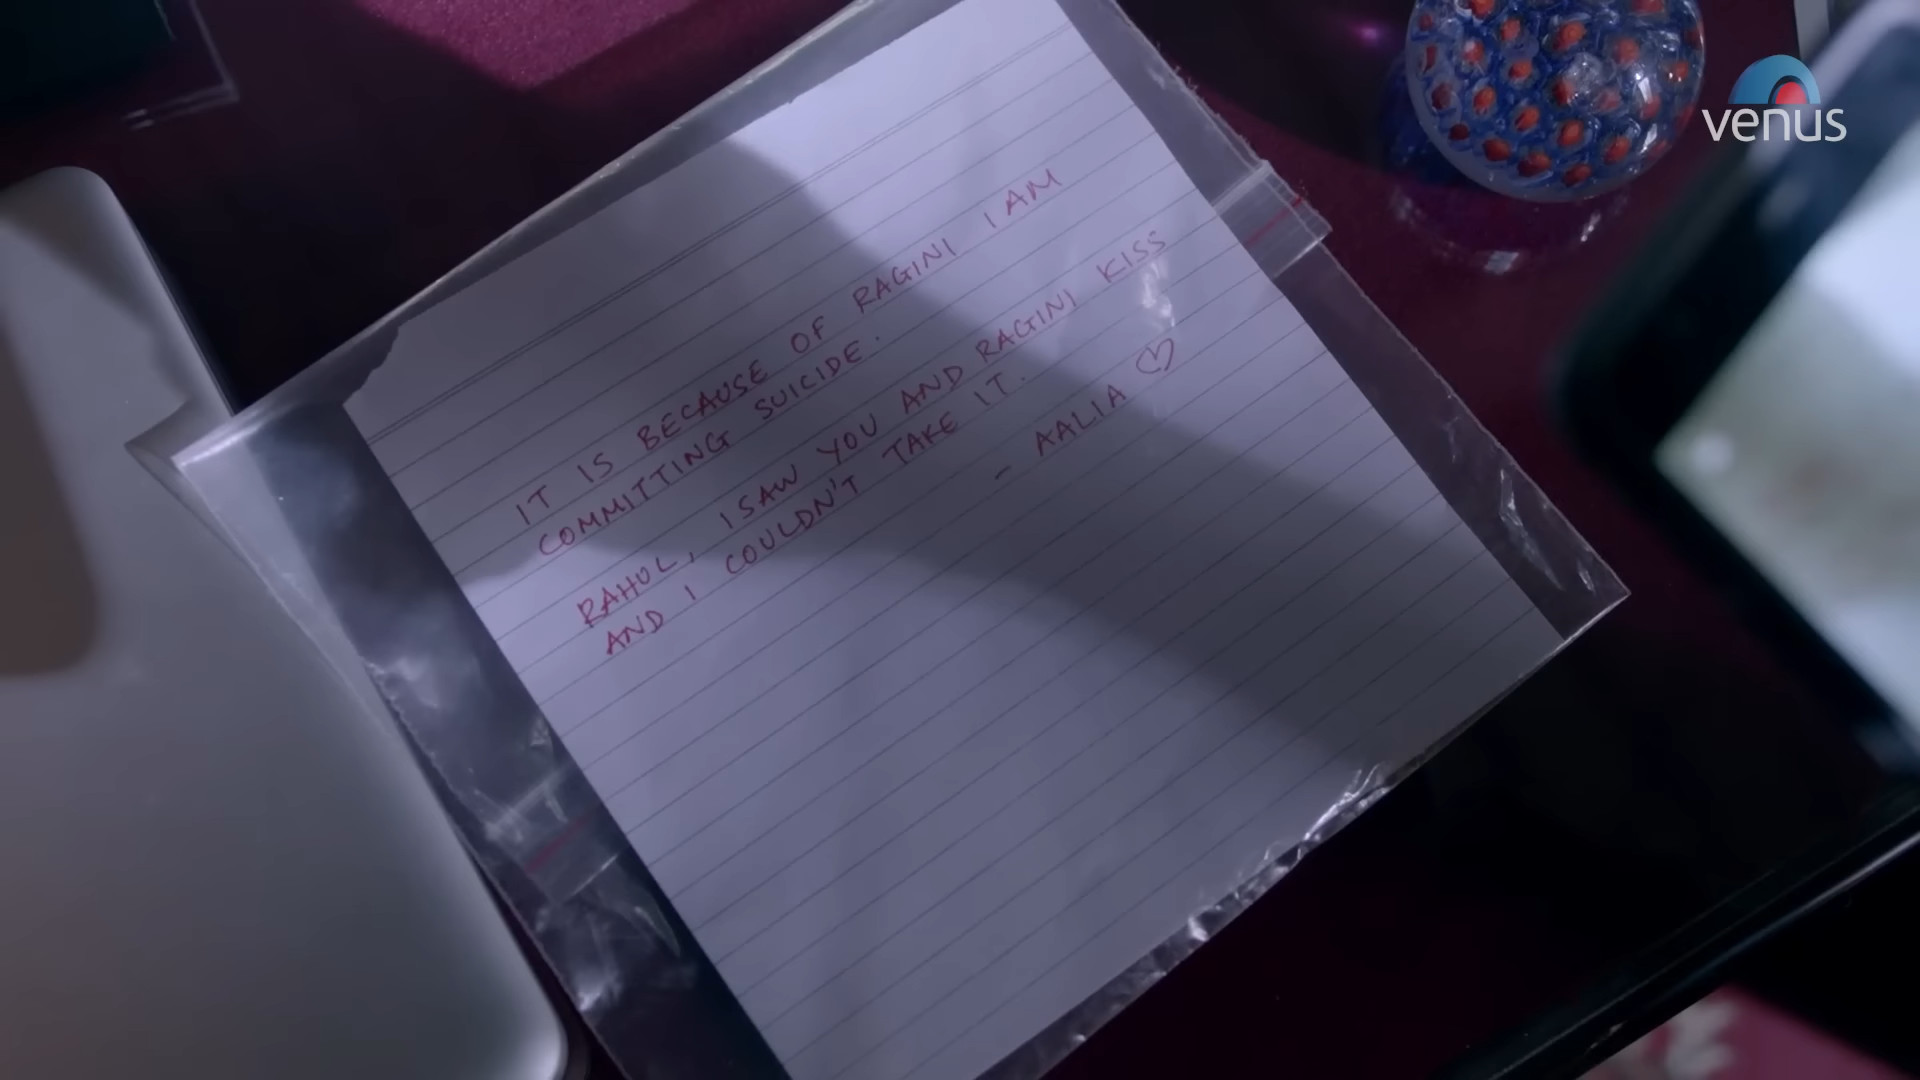 IT IS BECAUSE OF RAGINI I AM
COMMITTING SUICIDE.
RAHUL, I SAW YOU AND RAGINI KISS
AND I COULDN'T TAKE IT.
- AALIA ♡
venus